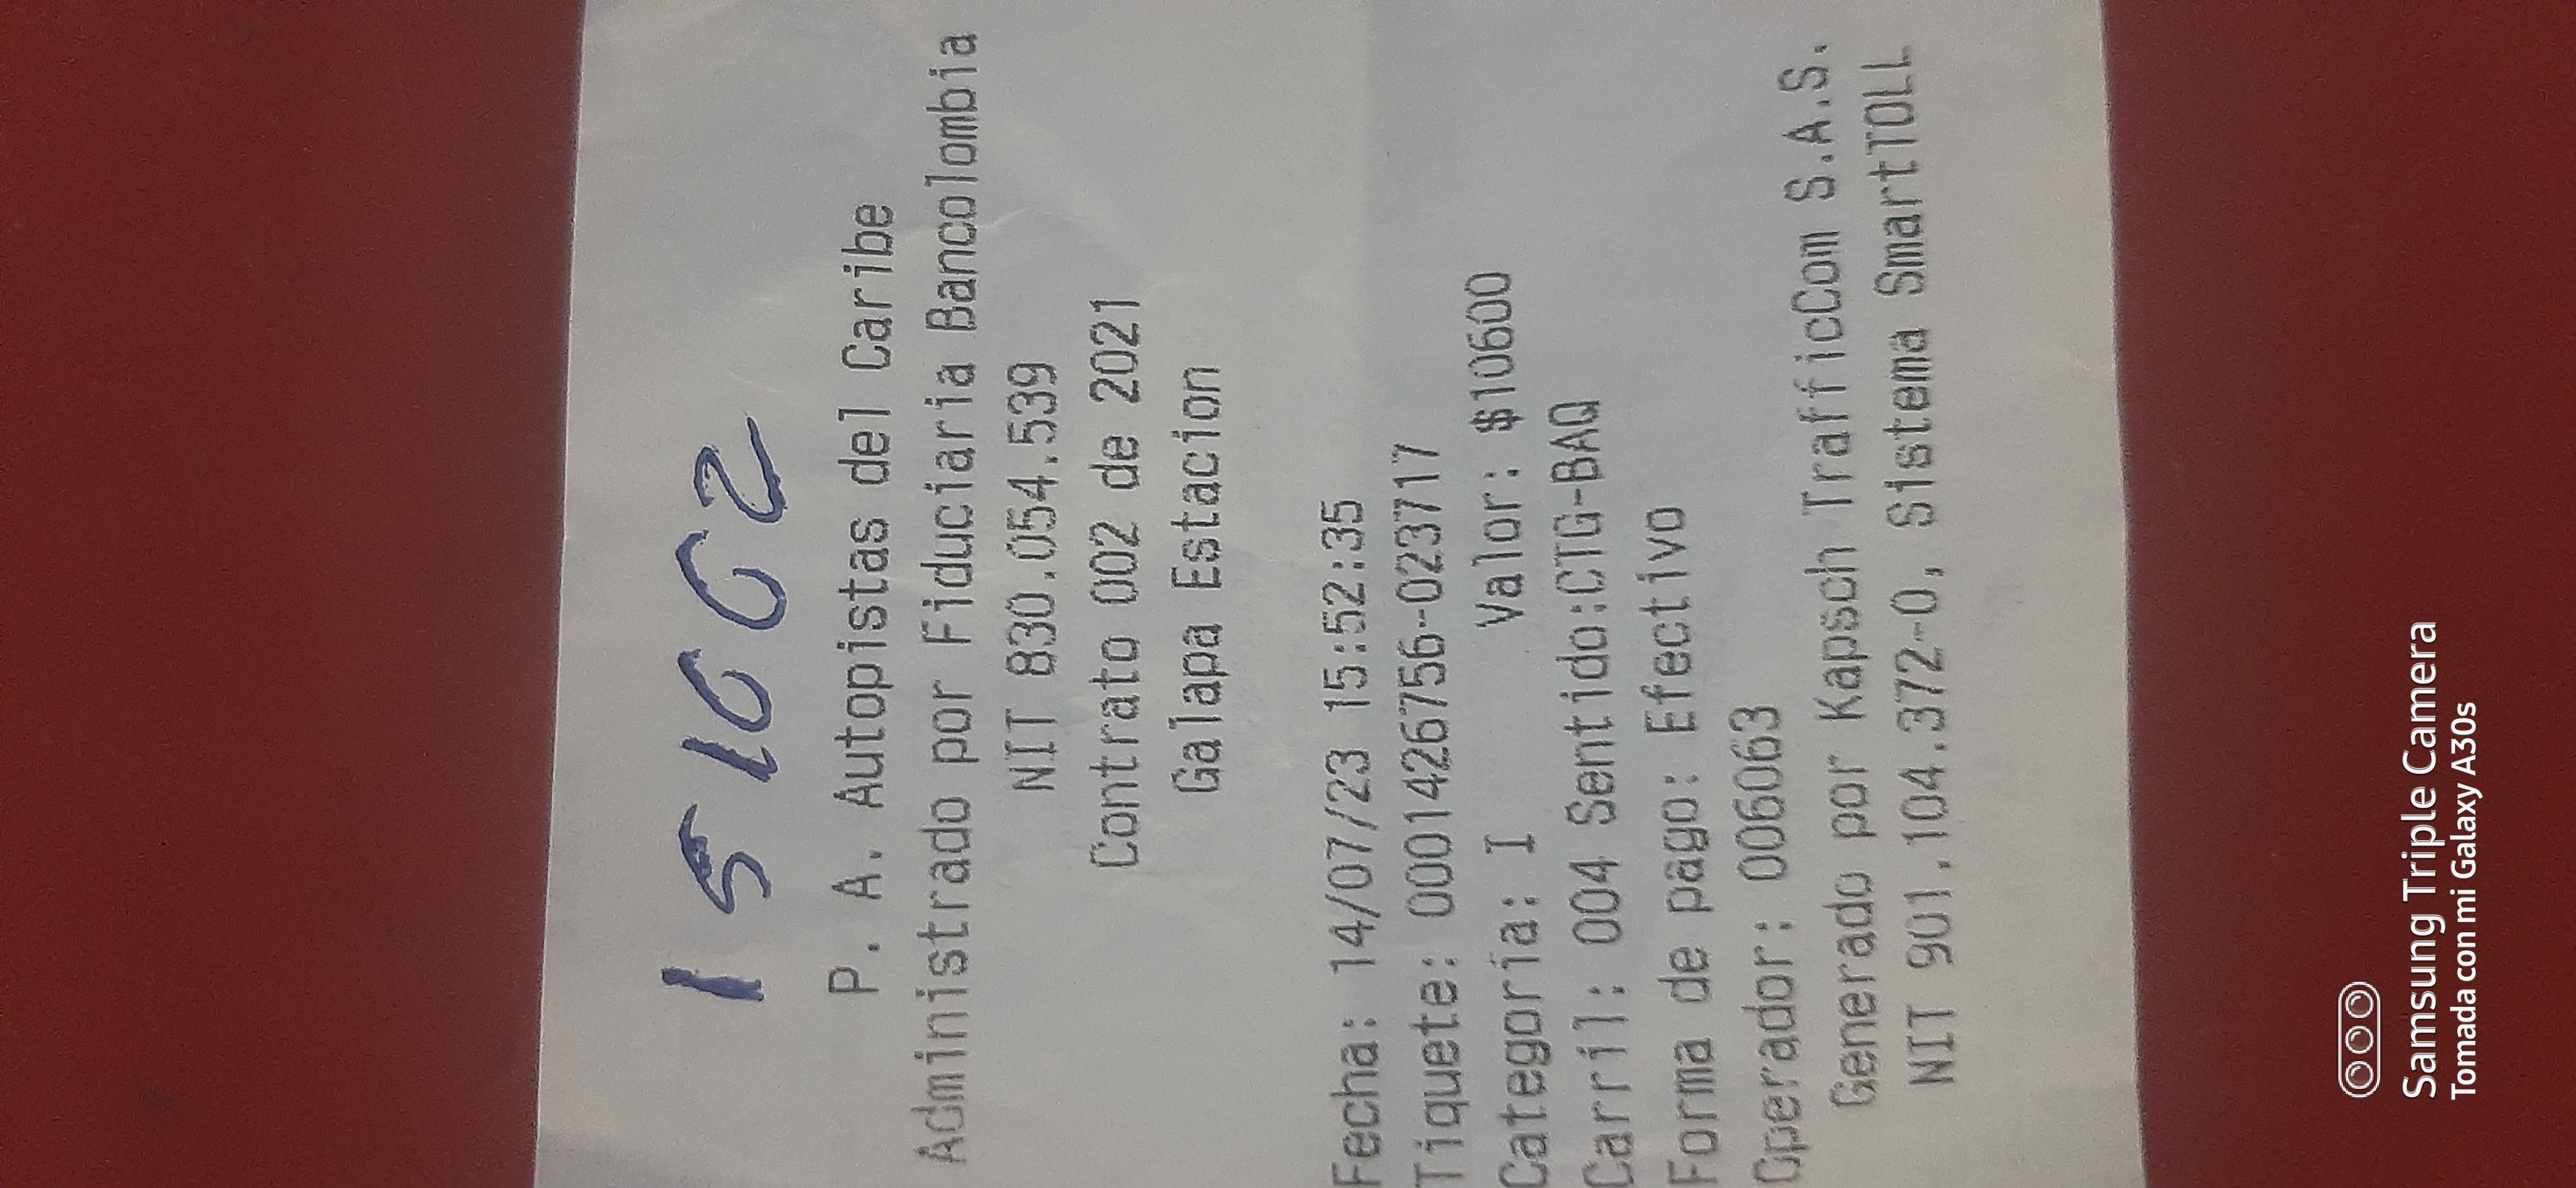 151002
P. A. Autopistas del Caribe
Administrado por Fiduciaria Bancolombia
NIT 830.054.539
Contrato 002 de 2021
Galapa Estacion
Fecha: 14/07/23 15:52:35
Tiquete: 0001426756-023717
Categoría: I Valor: $10600
Carril: 004 Sentido:CTG-BAQ
Forma de pago: Efectivo
Operador: 006063
Generado por Kapsch TrafficCom S.A.S.
NIT 901.104.372-0, Sistema SmartTOLL
Samsung Triple Camera
Tomada con mi Galaxy A30s